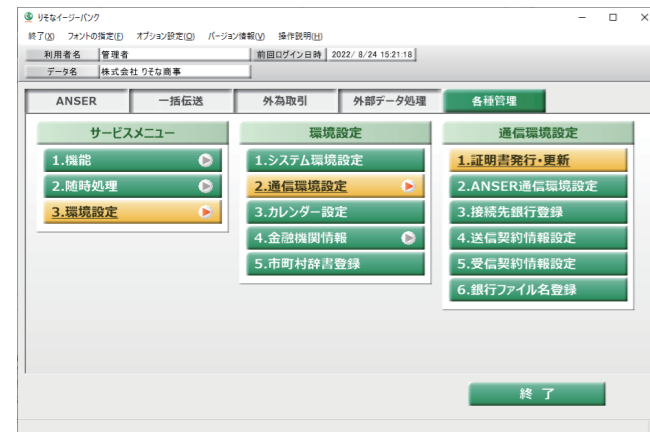 りそなイージーバンク
終了(X) フォントの指定(F) オプション設定(O) バージョン情報(V) 操作説明(H)
利用者名 管理者 前回ログイン日時 2022/ 8/24 15:21:18
データ名 株式会社 りそな商事
ANSER 一括伝送 外為取引 外部データ処理 各種管理
サービスメニュー 環境設定 通信環境設定
1.機能 1.システム環境設定 1.証明書発行・更新
2.随時処理 2.通信環境設定 2.ANSER通信環境設定
3.環境設定 3.カレンダー設定 3.接続先銀行登録
4.金融機関情報 4.送信契約情報設定
5.市町村辞書登録 5.受信契約情報設定
6.銀行ファイル名登録
終 了